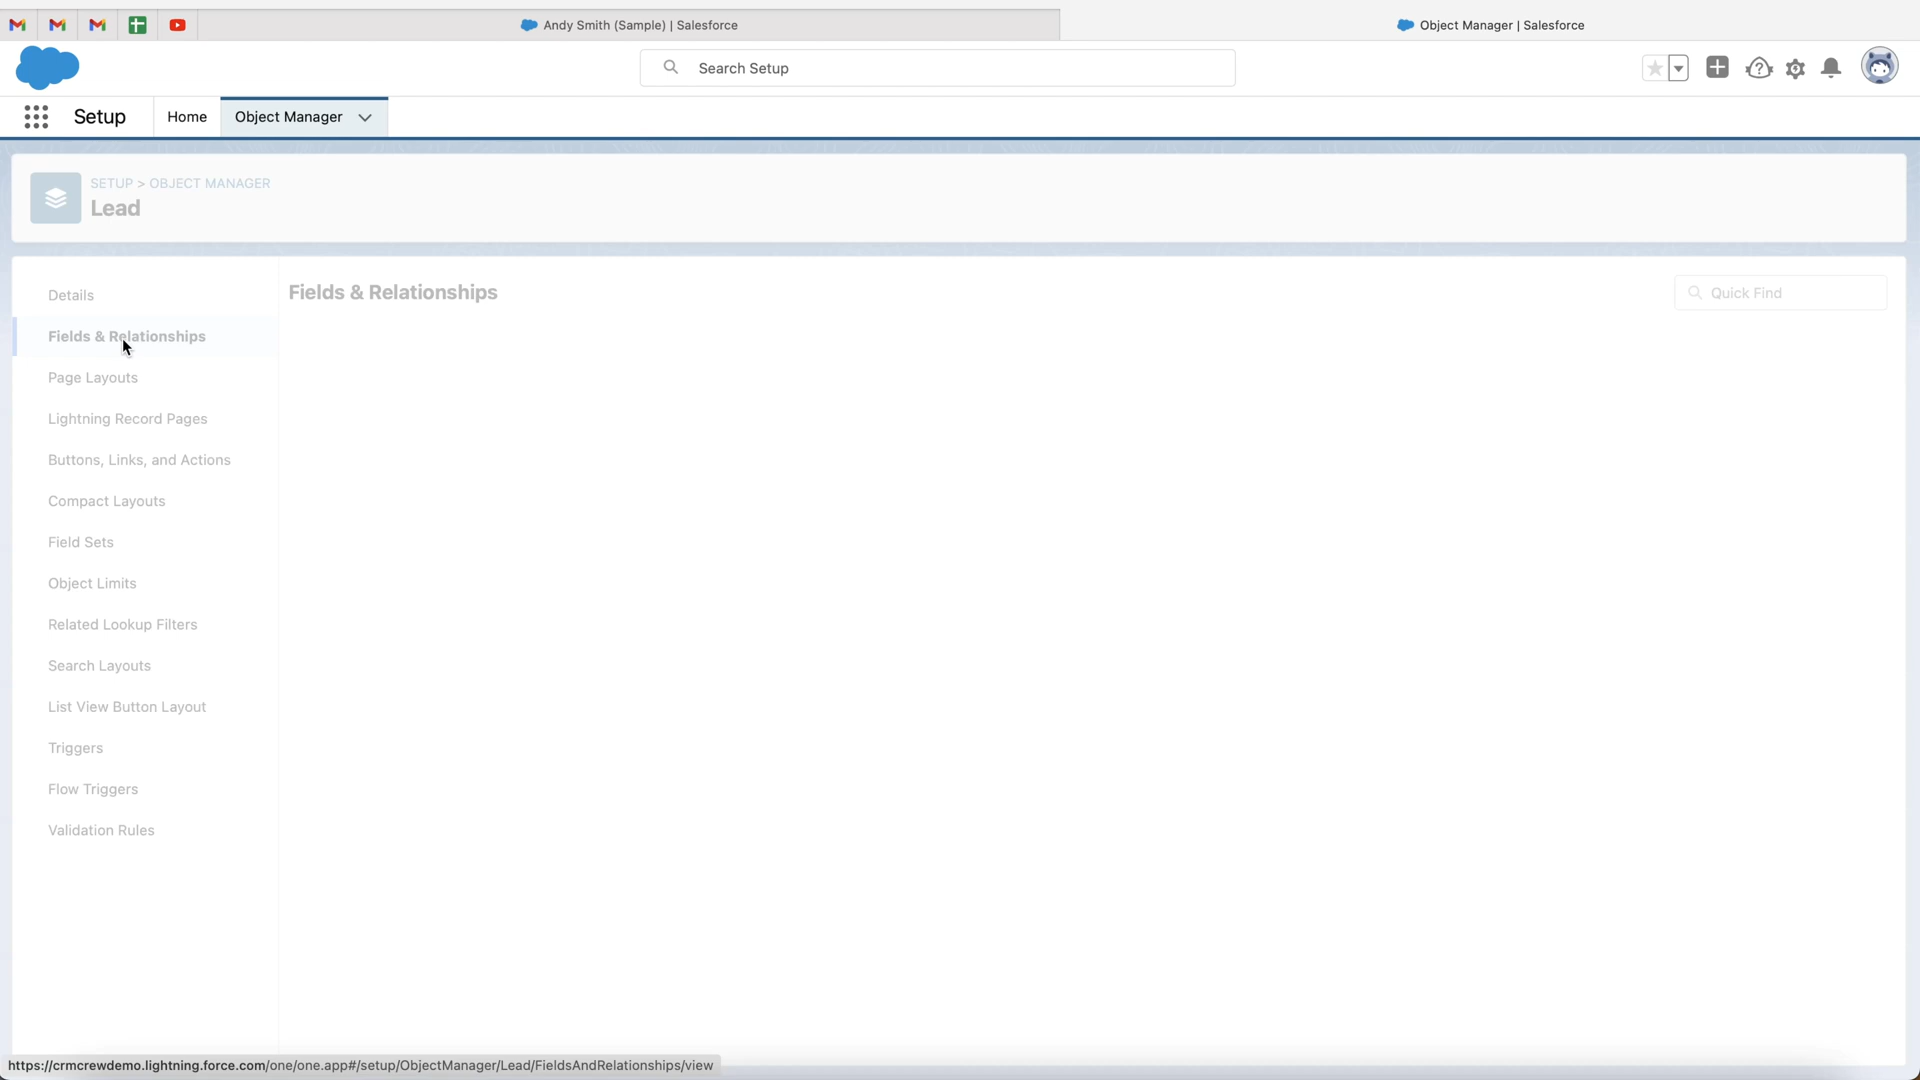 Andy Smith (Sample) | Salesforce
Object Manager | Salesforce
Search Setup
Setup
Home
Object Manager
SETUP > OBJECT MANAGER
Lead
Details
Fields & Relationships
Page Layouts
Lightning Record Pages
Buttons, Links, and Actions
Compact Layouts
Field Sets
Object Limits
Related Lookup Filters
Search Layouts
List View Button Layout
Triggers
Flow Triggers
Validation Rules
Fields & Relationships
Quick Find
https://crmcrewdemo.lightning.force.com/one/one.app#/setup/ObjectManager/Lead/FieldsAndRelationships/view